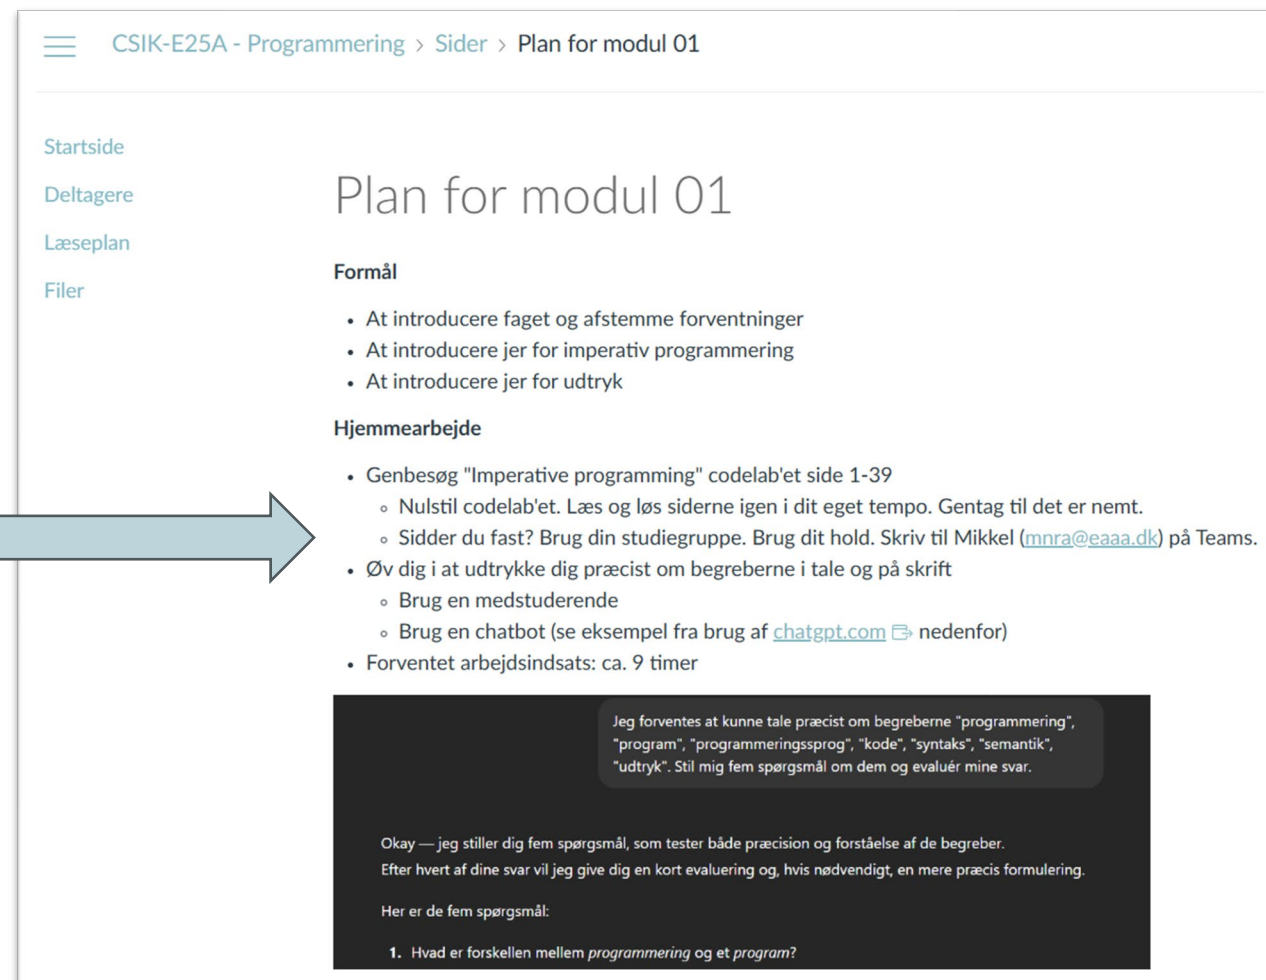 CSIK-E25A - Programmering > Sider > Plan for modul 01
Startside
Deltagere
Læseplan
Filer
Plan for modul 01
Formål
• At introducere faget og afstemme forventninger
• At introducere jer for imperativ programmering
• At introducere jer for udtryk
Hjemmearbejde
• Genbesøg "Imperative programming" codelab'et side 1-39
◦ Nulstil codelab'et. Læs og løs siderne igen i dit eget tempo. Gentag til det er nemt.
◦ Sidder du fast? Brug din studiegruppe. Brug dit hold. Skriv til Mikkel (mnra@eaaa.dk) på Teams.
• Øv dig i at udtrykke dig præcist om begreberne i tale og på skrift
◦ Brug en medstuderende
◦ Brug en chatbot (se eksempel fra brug af chatgpt.com nedenfor)
• Forventet arbejdsindsats: ca. 9 timer
Jeg forventes at kunne tale præcist om begreberne "programmering",
"program", "programmeringssprog", "kode", "syntaks", "semantik",
"udtryk". Stil mig fem spørgsmål om dem og evaluér mine svar.
Okay — jeg stiller dig fem spørgsmål, som tester både præcision og forståelse af de begreber.
Efter hvert af dine svar vil jeg give dig en kort evaluering og, hvis nødvendigt, en mere præcis formulering.
Her er de fem spørgsmål:
1. Hvad er forskellen mellem programmering og et program?